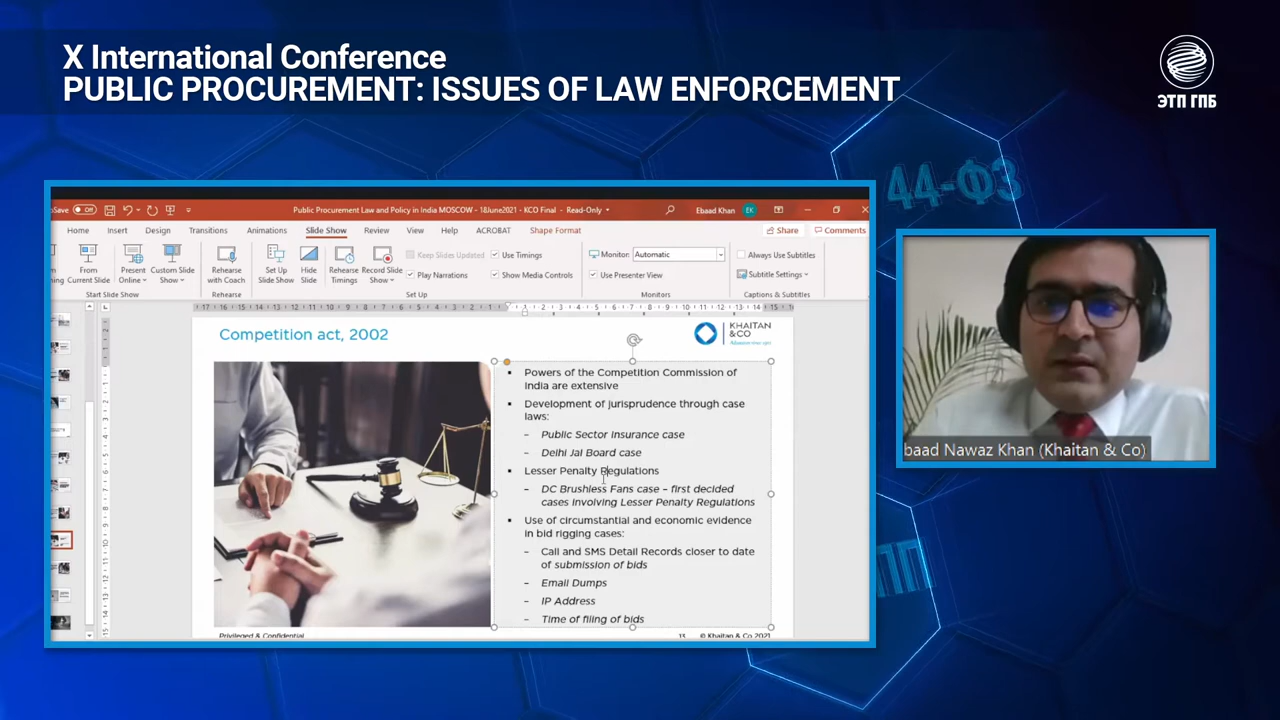 X International Conference
PUBLIC PROCUREMENT: ISSUES OF LAW ENFORCEMENT
ЭТП ГПБ
44-ФЗ
Save Off
Public Procurement Law and Policy in India MOSCOW - 18June2021 - KCO Final - Read-Only
Ebaad Khan EK
Home Insert Design Transitions Animations Slide Show Review View Help ACROBAT Shape Format Share Comments
From Current Slide
Present Online
Custom Slide Show
Rehearse with Coach
Set Up Slide Show
Hide Slide
Rehearse Timings
Record Slide Show
Keep Slides Updated
Play Narrations
Use Timings
Show Media Controls
Monitor: Automatic
Use Presenter View
Always Use Subtitles
Subtitle Settings
Start Slide Show Rehearse Set Up Monitors Captions & Subtitles
Competition act, 2002
KHAITAN
&CO
Powers of the Competition Commission of
India are extensive
Development of jurisprudence through case
laws:
– Public Sector Insurance case
– Delhi Jal Board case
Lesser Penalty Regulations
– DC Brushless Fans case – first decided
cases involving Lesser Penalty Regulations
Use of circumstantial and economic evidence
in bid rigging cases:
– Call and SMS Detail Records closer to date
of submission of bids
– Email Dumps
– IP Address
– Time of filing of bids
Privileged & Confidential
13 © Khaitan & Co 2021
baad Nawaz Khan (Khaitan & Co)